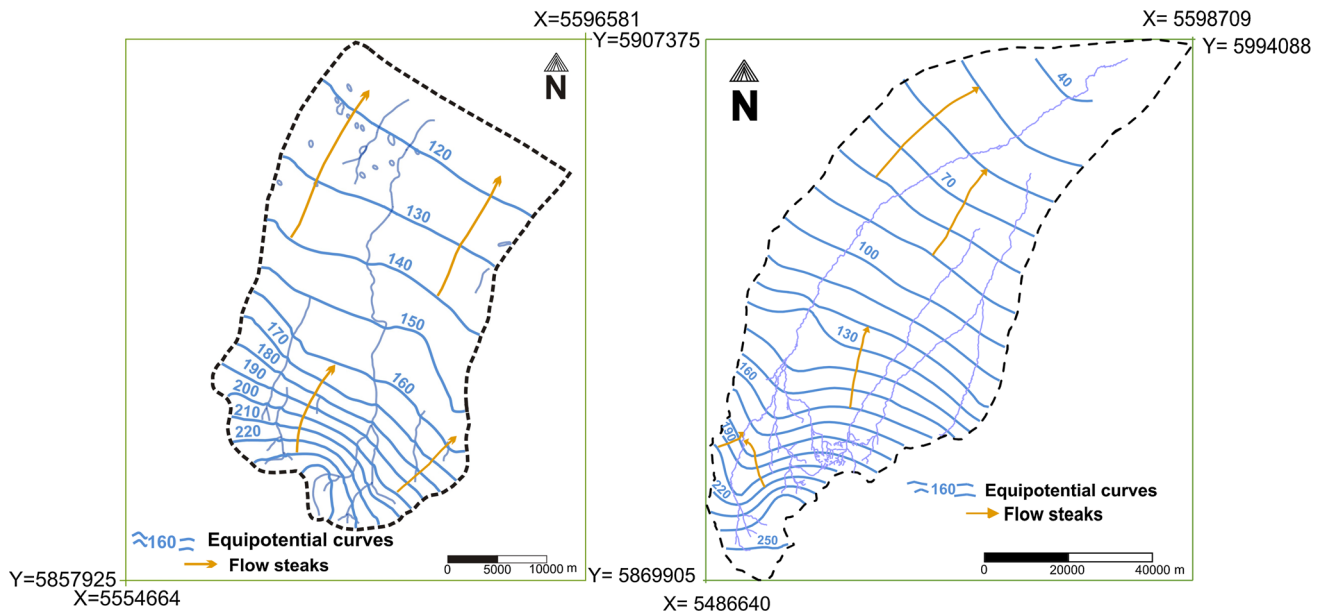 X=5596581
Y=5907375
N
120
130
140
150
160
170
180
190
200
210
220
160 Equipotential curves
Flow steaks
0 5000 10000 m
Y=5857925
X=5554664
X= 5598709
Y= 5994088
N
40
70
100
130
160
190
220
250
160 Equipotential curves
Flow steaks
0 20000 40000 m
Y= 5869905
X= 5486640